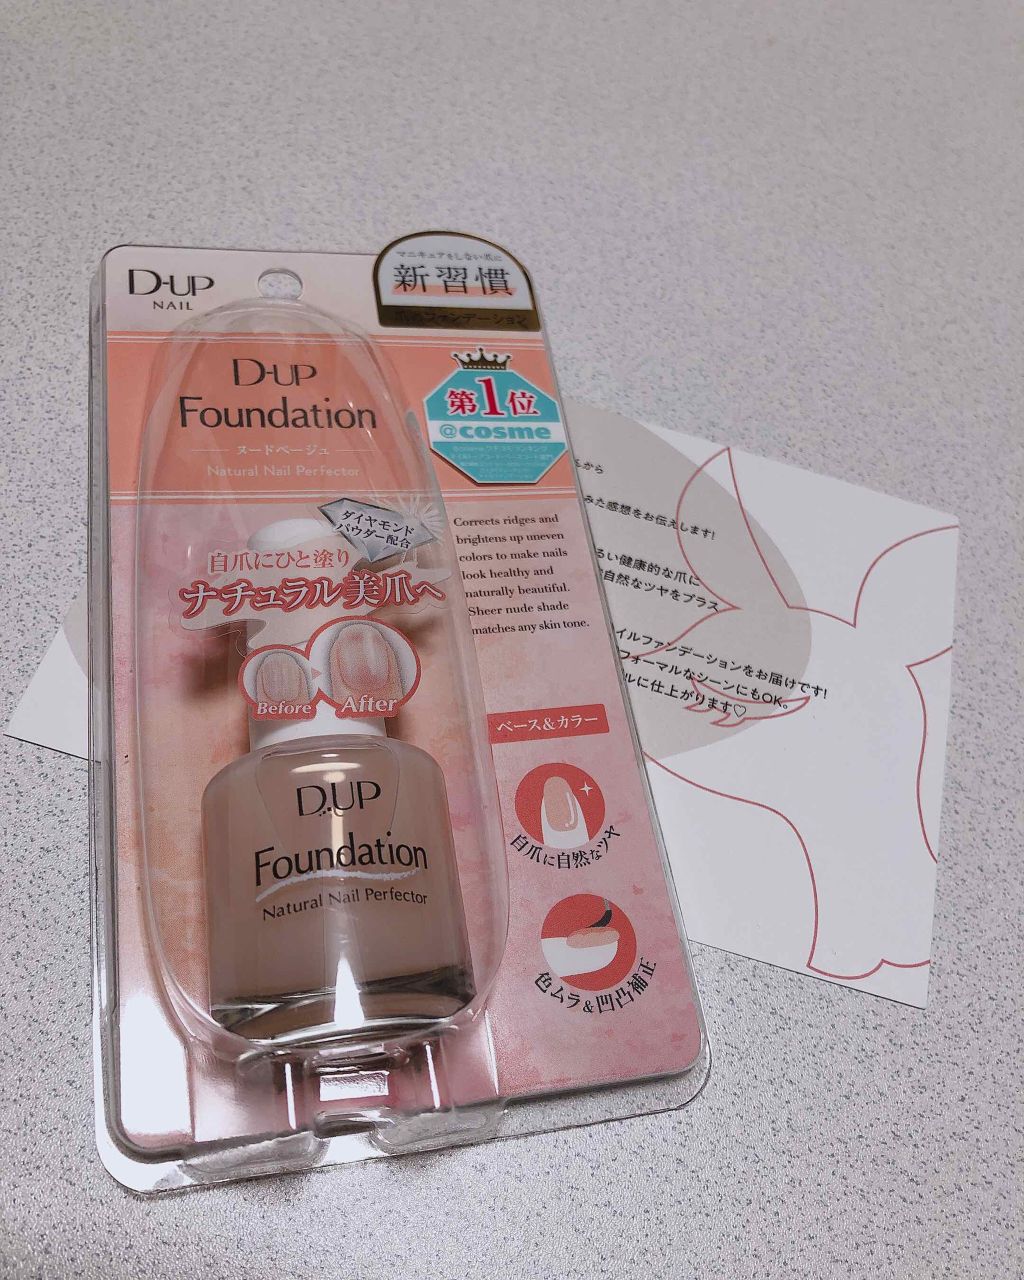 D-UP
NAIL
マニキュアをしない爪に
新習慣
爪のファンデーション
D-UP
Foundation
ヌードベージュ
Natural Nail Perfector
第1位
@cosme
ダイヤモンド
パウダー配合
自爪にひと塗り
ナチュラル美爪へ
Before
After
Corrects ridges and
brightens up uneven
colors to make nails
look healthy and
naturally beautiful.
Sheer nude shade
matches any skin tone.
ベース&カラー
自爪に自然なツヤ
色ムラ&凹凸補正
D-UP
Foundation
Natural Nail Perfector
から
みた感想をお伝えします!
るい健康的な爪に
自然なツヤをプラス
イルファンデーションをお届けです!
フォーマルなシーンにもOK。
ルに仕上がります♡